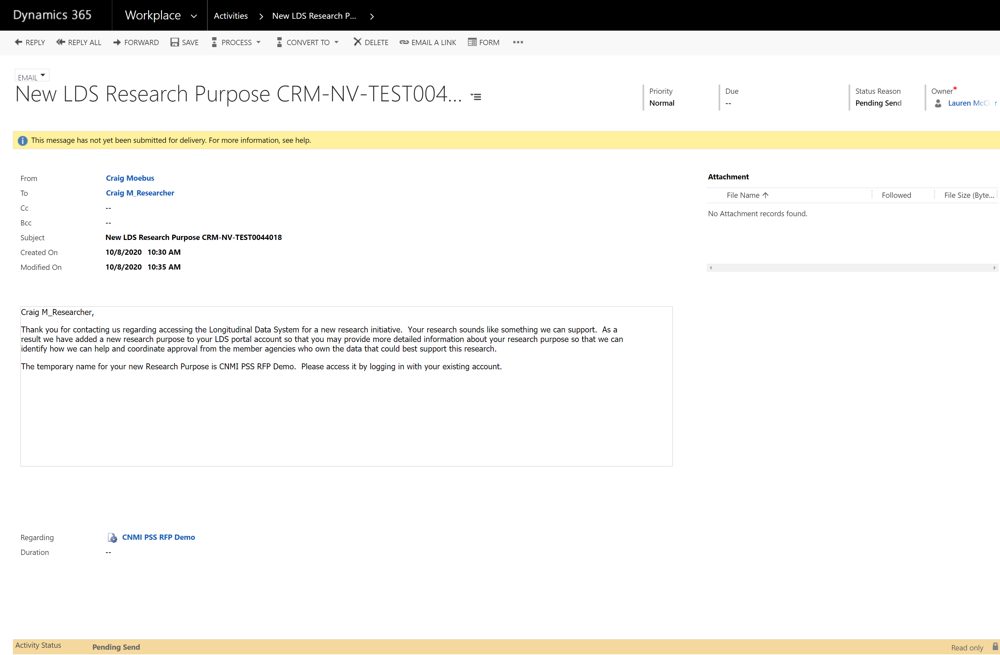 Dynamics 365 Workplace Activities New LDS Research P...
REPLY REPLY ALL FORWARD SAVE PROCESS CONVERT TO DELETE EMAIL A LINK FORM
EMAIL
New LDS Research Purpose CRM-NV-TEST004...
Priority Due Status Reason Owner*
Normal -- Pending Send Lauren
This message has not yet been submitted for delivery. For more information, see help.
From Craig Moebus
To Craig M_Researcher
Cc --
Bcc --
Subject New LDS Research Purpose CRM-NV-TEST0044018
Created On 10/8/2020 10:30 AM
Modified On 10/8/2020 10:35 AM
Attachment
File Name Followed File Size (Byte...
No Attachment records found.
Craig M_Researcher,
Thank you for contacting us regarding accessing the Longitudinal Data System for a new research initiative. Your research sounds like something we can support. As a
result we have added a new research purpose to your LDS portal account so that you may provide more detailed information about your research purpose so that we can
identify how we can help and coordinate approval from the member agencies who own the data that could best support this research.
The temporary name for your new Research Purpose is CNMI PSS RFP Demo. Please access it by logging in with your existing account.
Regarding CNMI PSS RFP Demo
Duration --
Activity Status Pending Send Read only